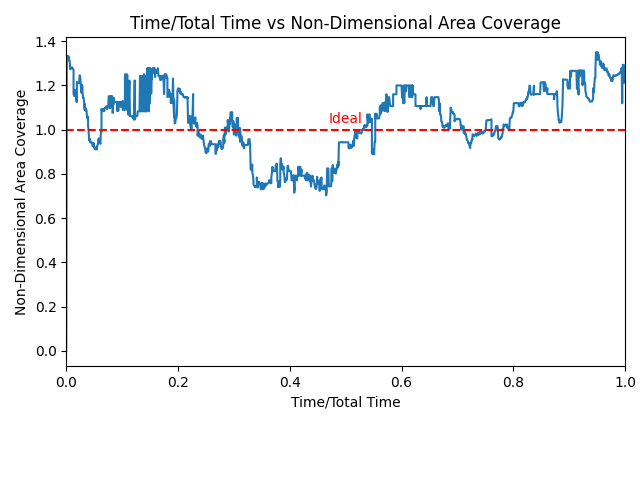 Time/Total Time vs Non-Dimensional Area Coverage
Non-Dimensional Area Coverage
1.4
1.2
1.0
0.8
0.6
0.4
0.2
0.0
Ideal
0.0 0.2 0.4 0.6 0.8 1.0
Time/Total Time